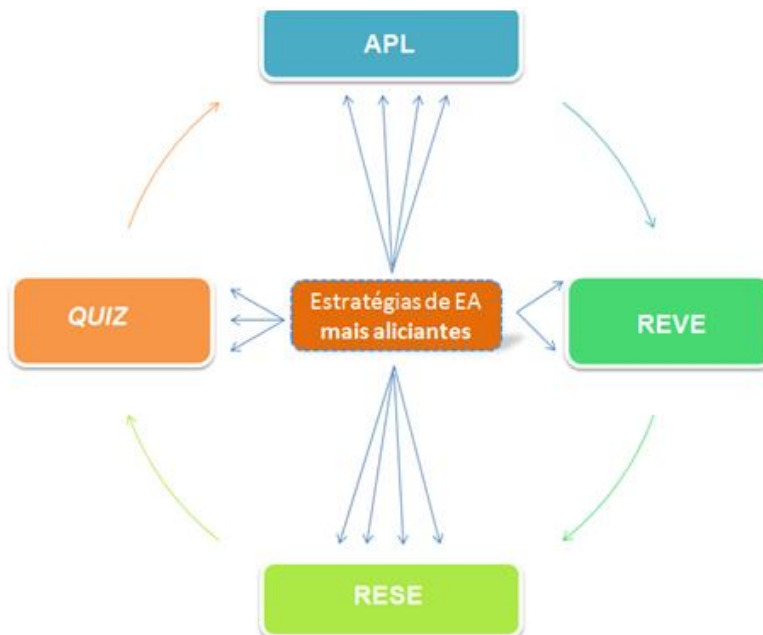 APL
QUIZ
Estratégias de EA
mais aliciantes
REVE
RESE